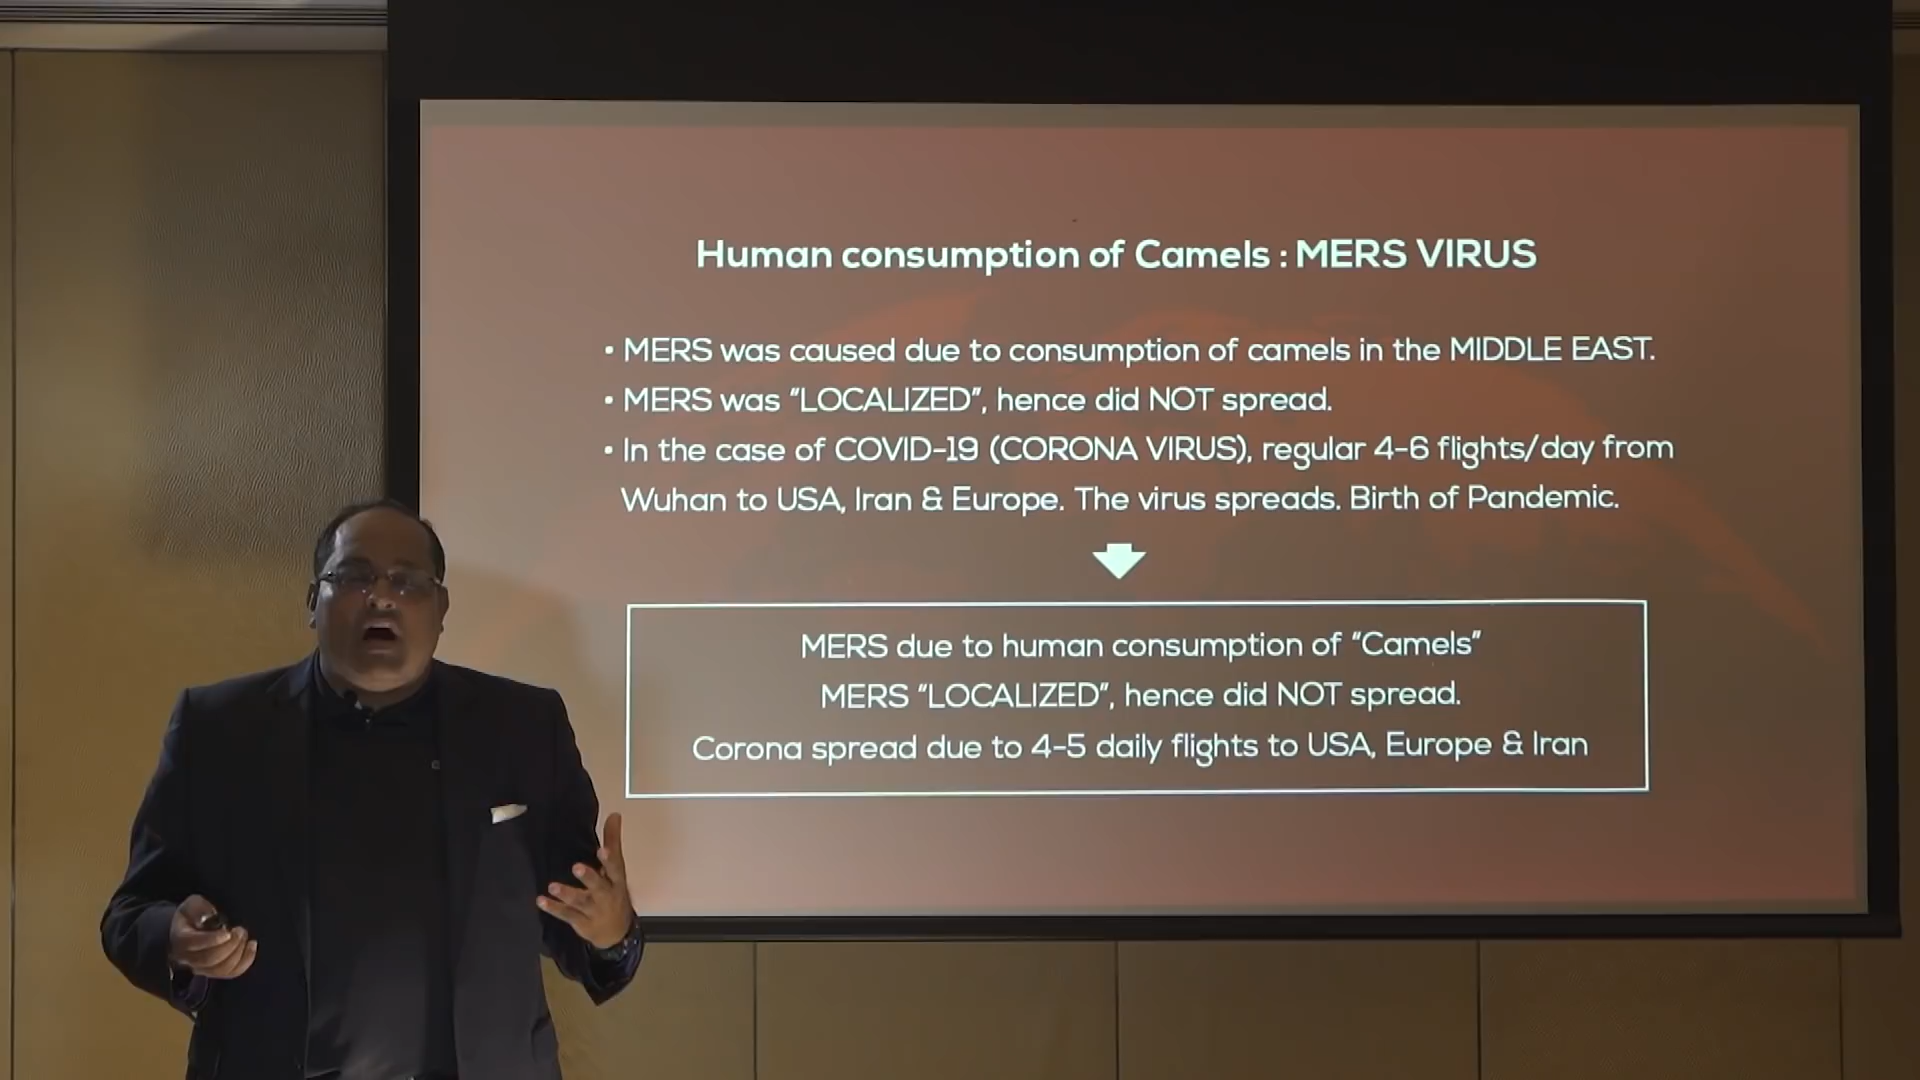 Human consumption of Camels : MERS VIRUS
• MERS was caused due to consumption of camels in the MIDDLE EAST.
• MERS was “LOCALIZED”, hence did NOT spread.
• In the case of COVID-19 (CORONA VIRUS), regular 4-6 flights/day from
Wuhan to USA, Iran & Europe. The virus spreads. Birth of Pandemic.
MERS due to human consumption of “Camels”
MERS “LOCALIZED”, hence did NOT spread.
Corona spread due to 4-5 daily flights to USA, Europe & Iran